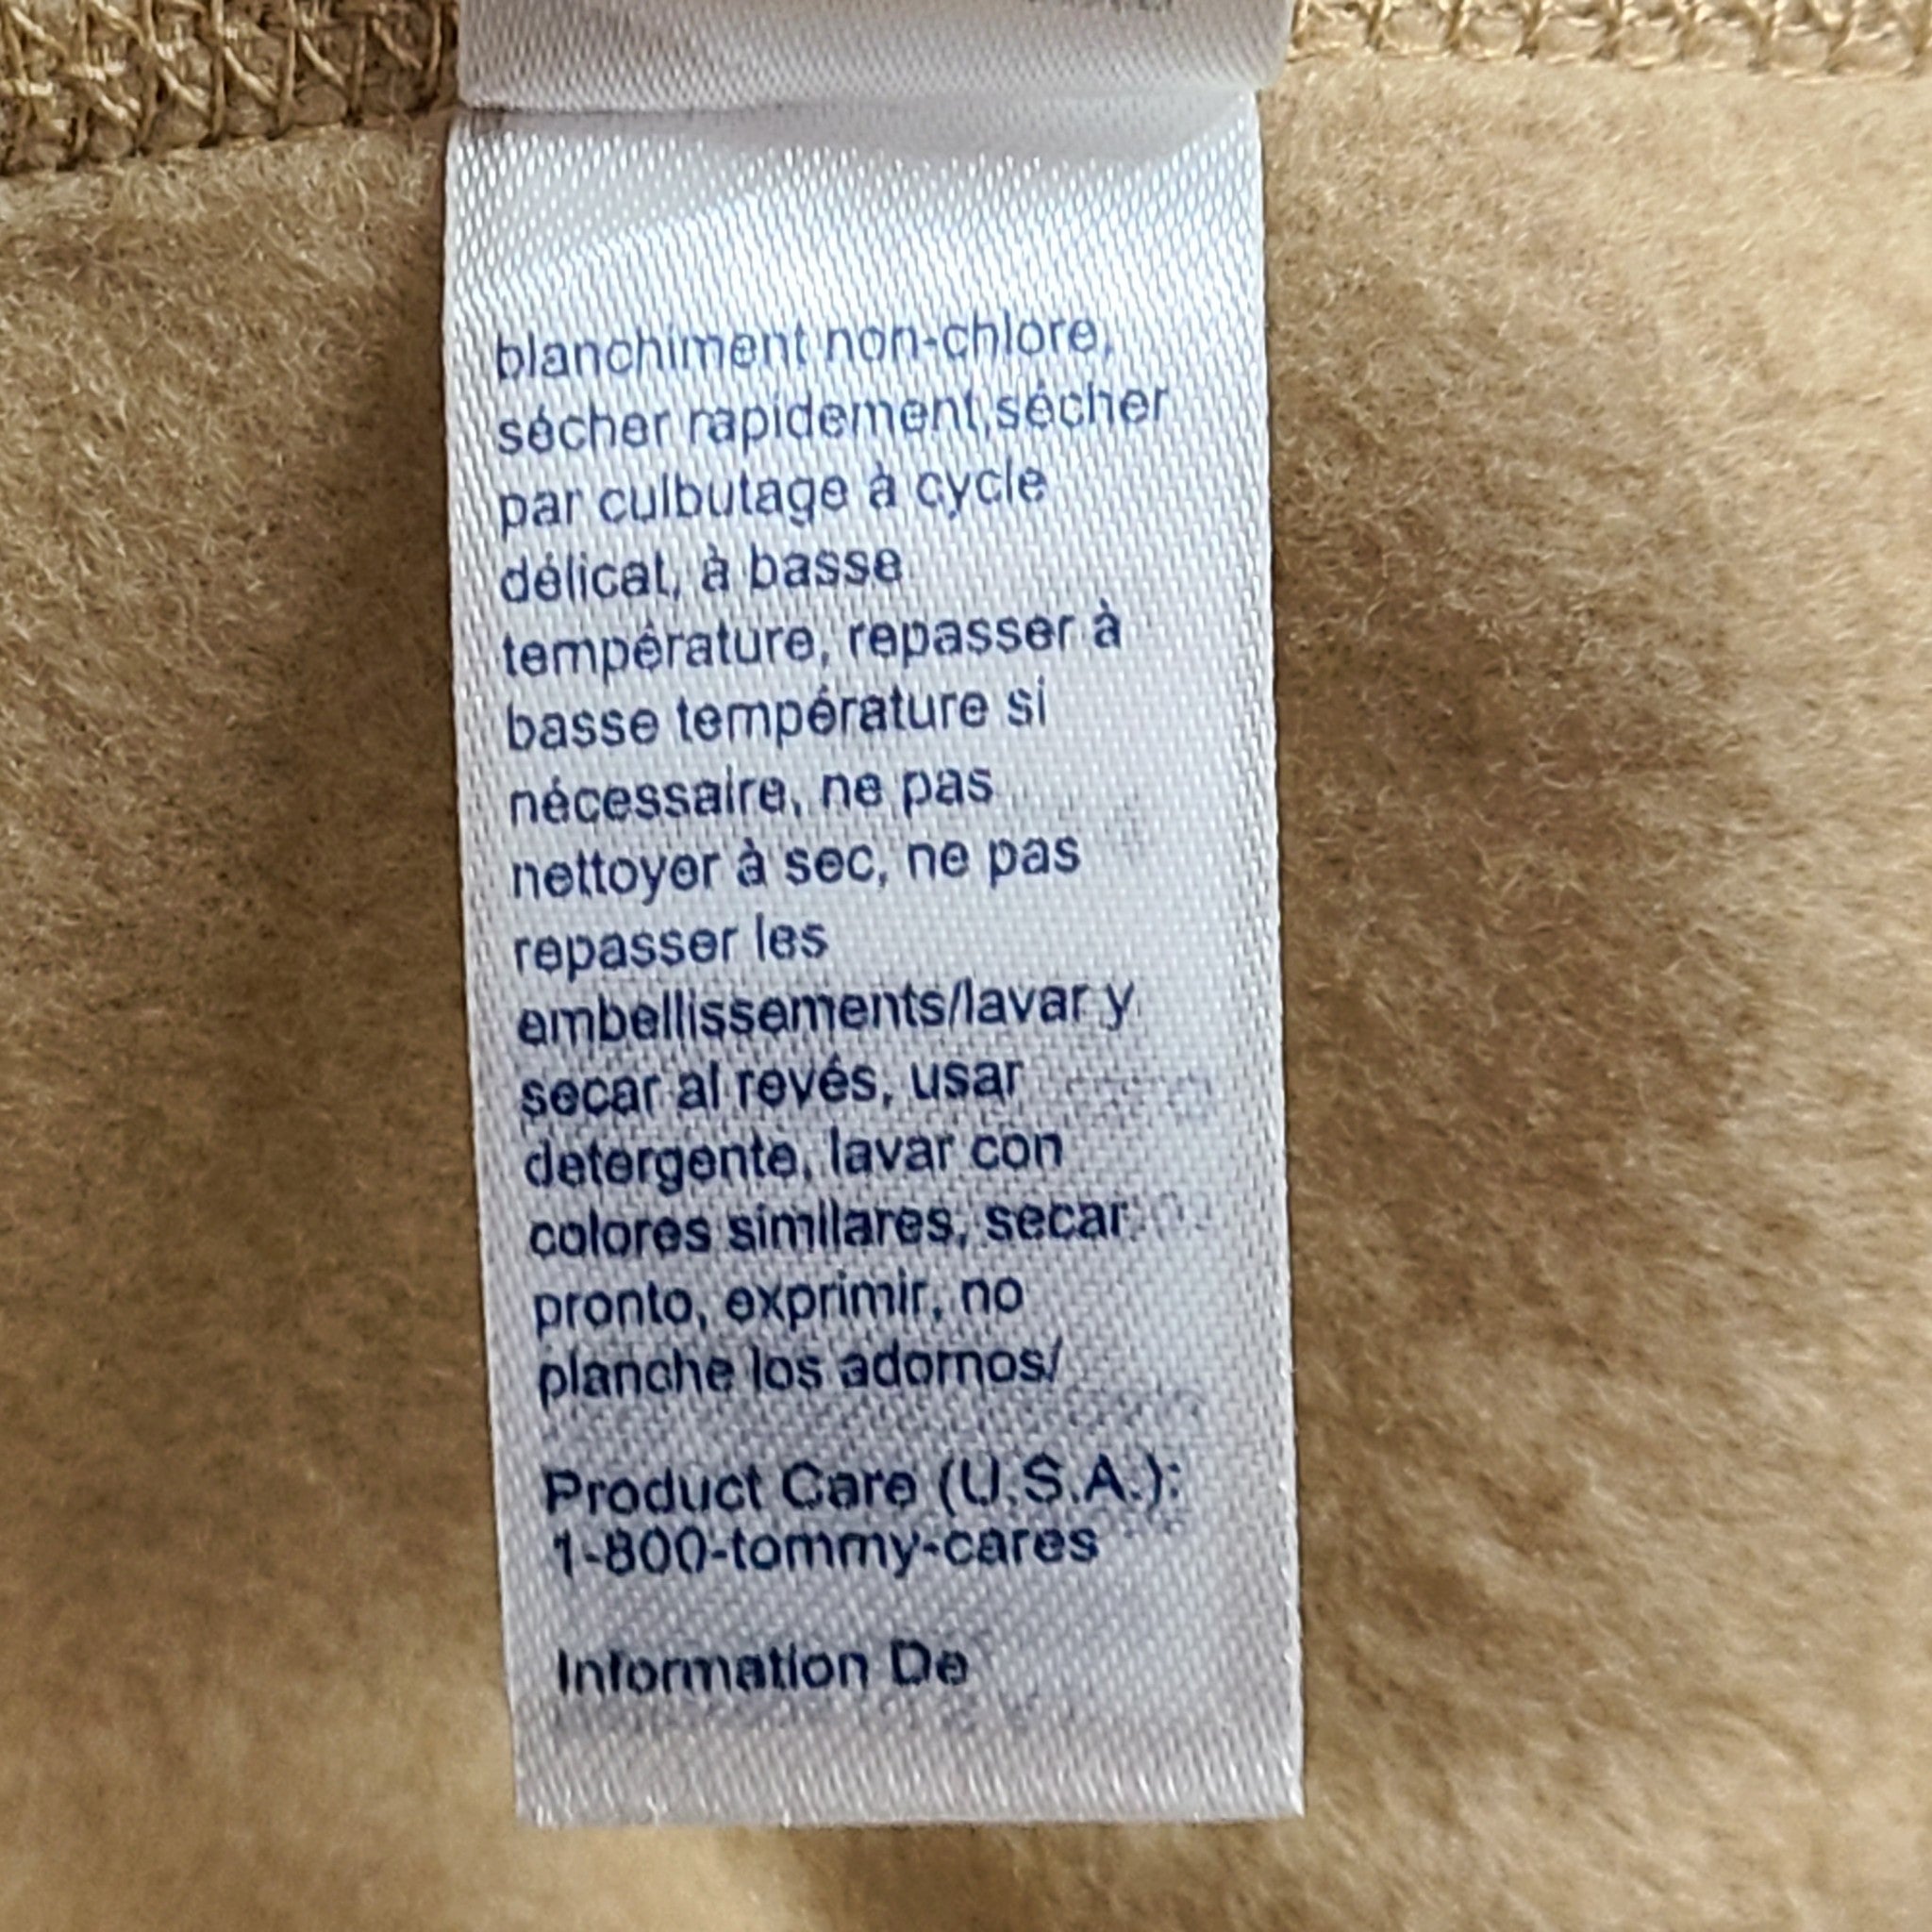 blanchiment non-chlore,
sécher rapidement,sécher
par culbutage à cycle
délicat, à basse
température, repasser à
basse température si
nécessaire, ne pas
nettoyer à sec, ne pas
repasser les
embellissements/lavar y
secar al revés, usar
detergente, lavar con
colores similares, secar
pronto, exprimir, no
planche los adornos/
Product Care (U.S.A.):
1-800-tommy-cares
Information De